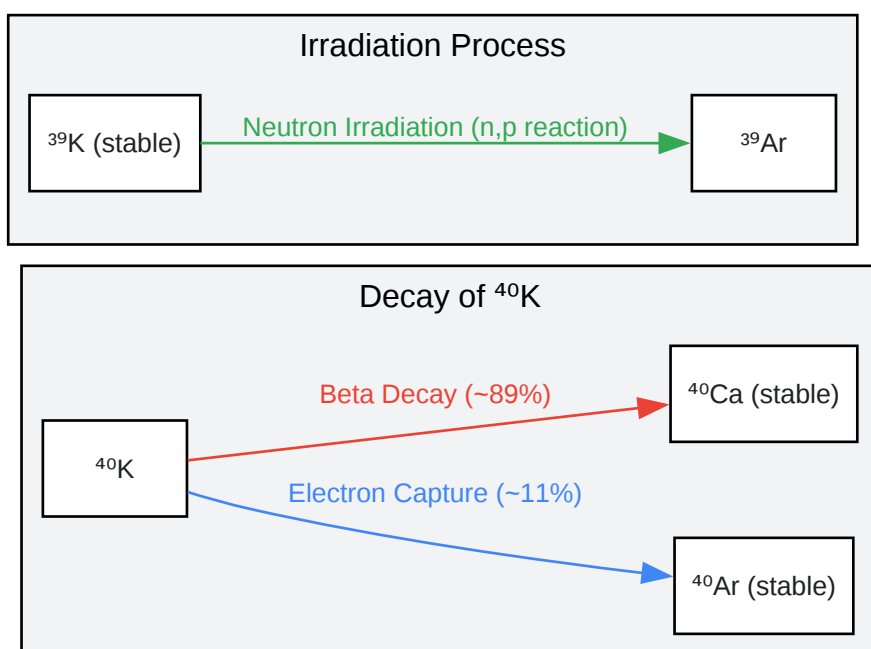 Irradiation Process
³⁹K (stable)
Neutron Irradiation (n,p reaction)
³⁹Ar
Decay of ⁴⁰K
⁴⁰K
Beta Decay (~89%)
⁴⁰Ca (stable)
Electron Capture (~11%)
⁴⁰Ar (stable)